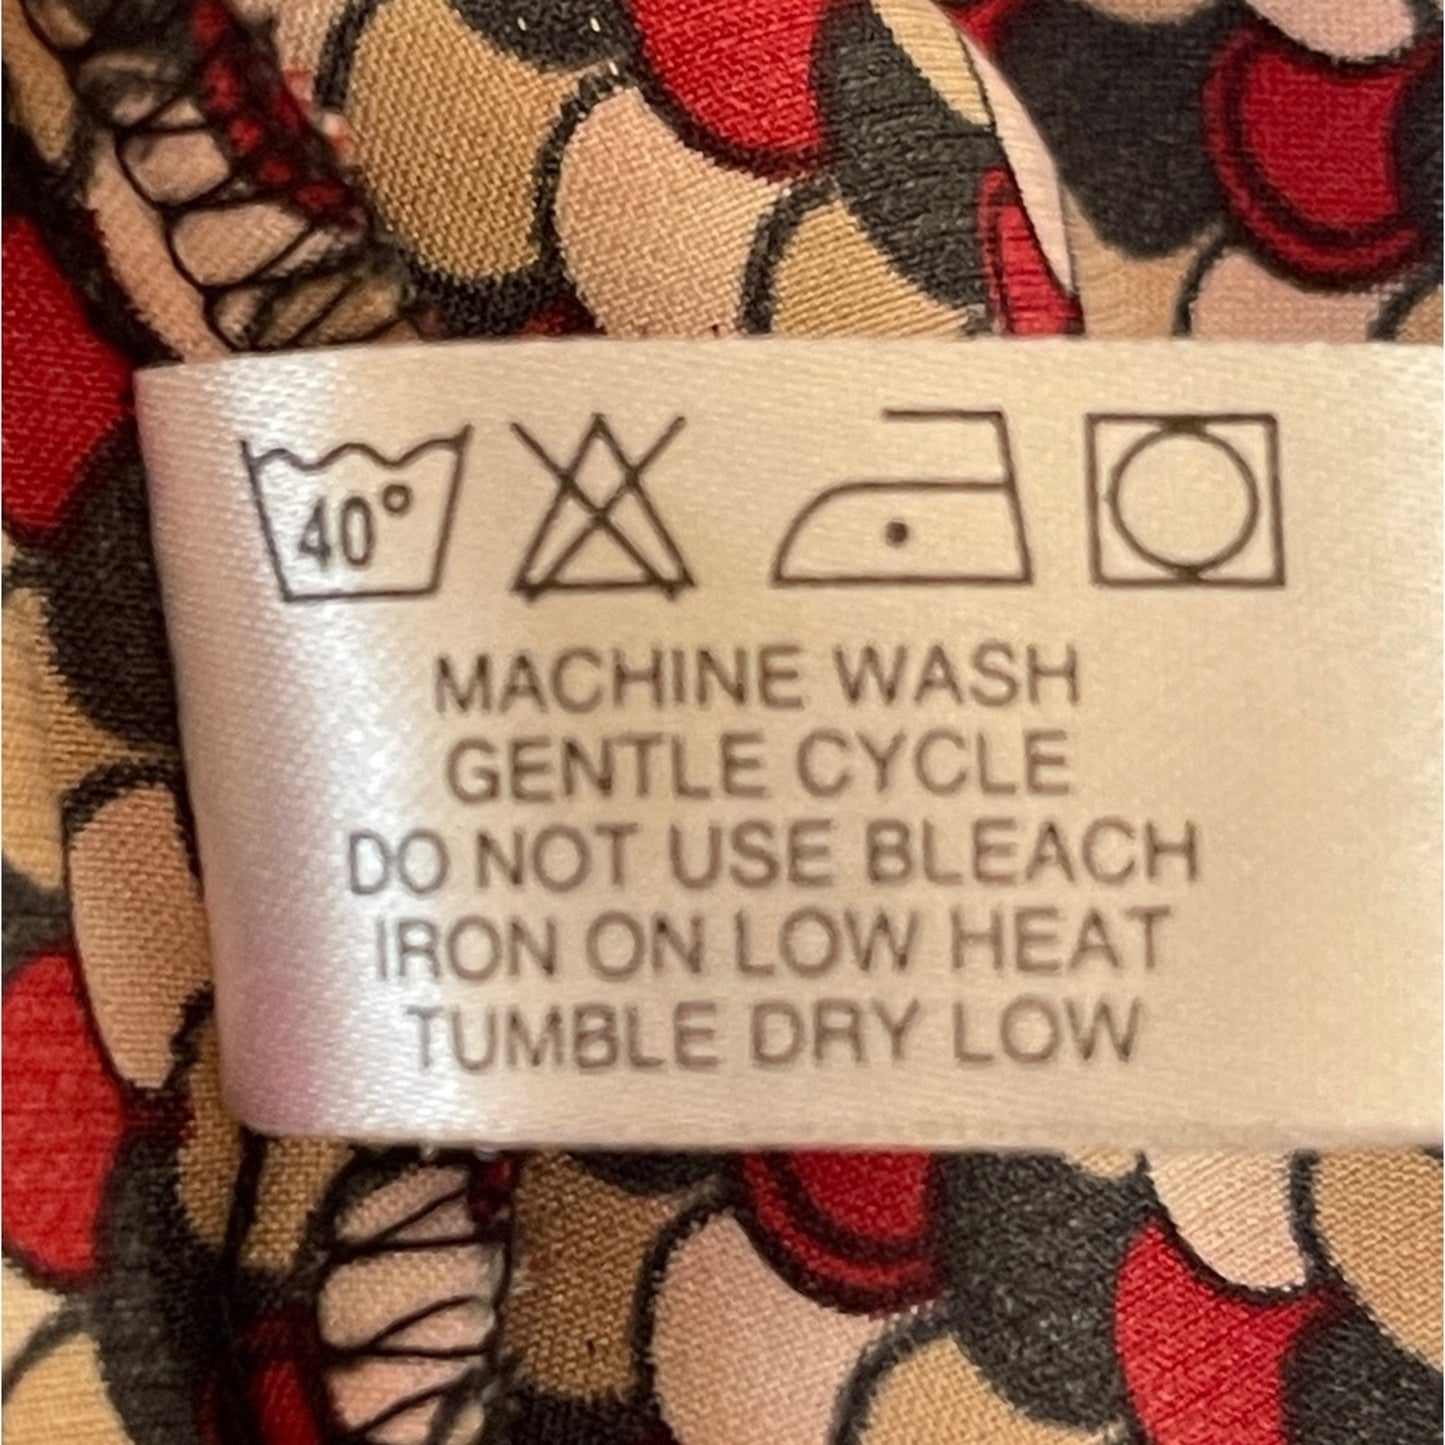 40°
MACHINE WASH
GENTLE CYCLE
DO NOT USE BLEACH
IRON ON LOW HEAT
TUMBLE DRY LOW